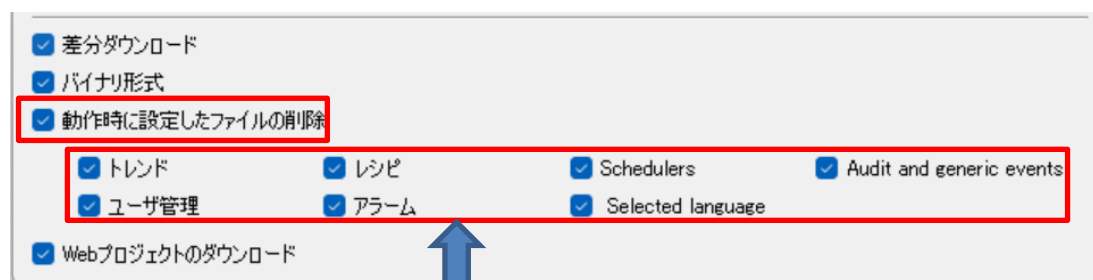 差分ダウンロード
バイナリ形式
動作時に設定したファイルの削除
トレンド レシピ Schedulers Audit and generic events
ユーザ管理 アラーム Selected language
Webプロジェクトのダウンロード